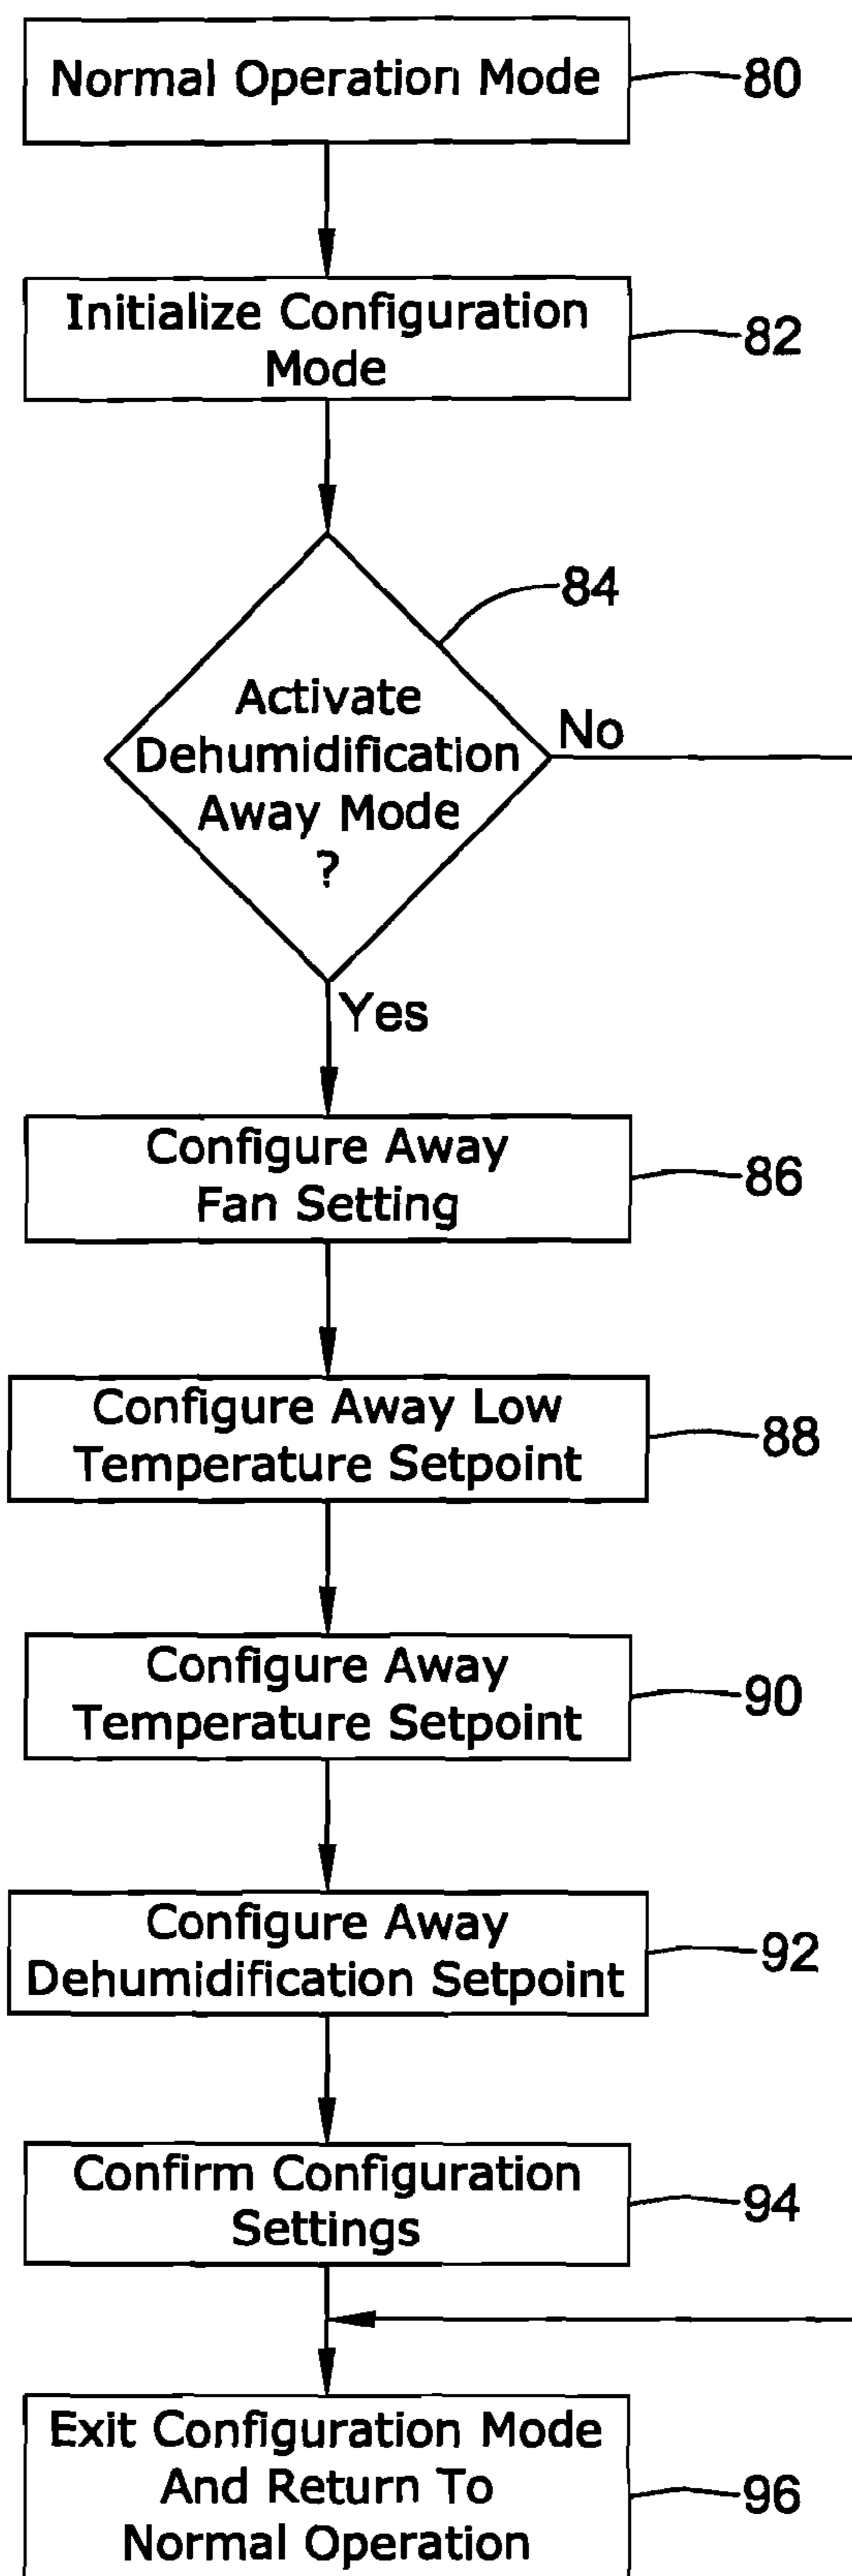 Normal Operation Mode
80
Initialize Configuration
Mode
82
84
Activate
Dehumidification
Away Mode
?
No
Yes
Configure Away
Fan Setting
86
Configure Away Low
Temperature Setpoint
88
Configure Away
Temperature Setpoint
90
Configure Away
Dehumidification Setpoint
92
Confirm Configuration
Settings
94
Exit Configuration Mode
And Return To
Normal Operation
96